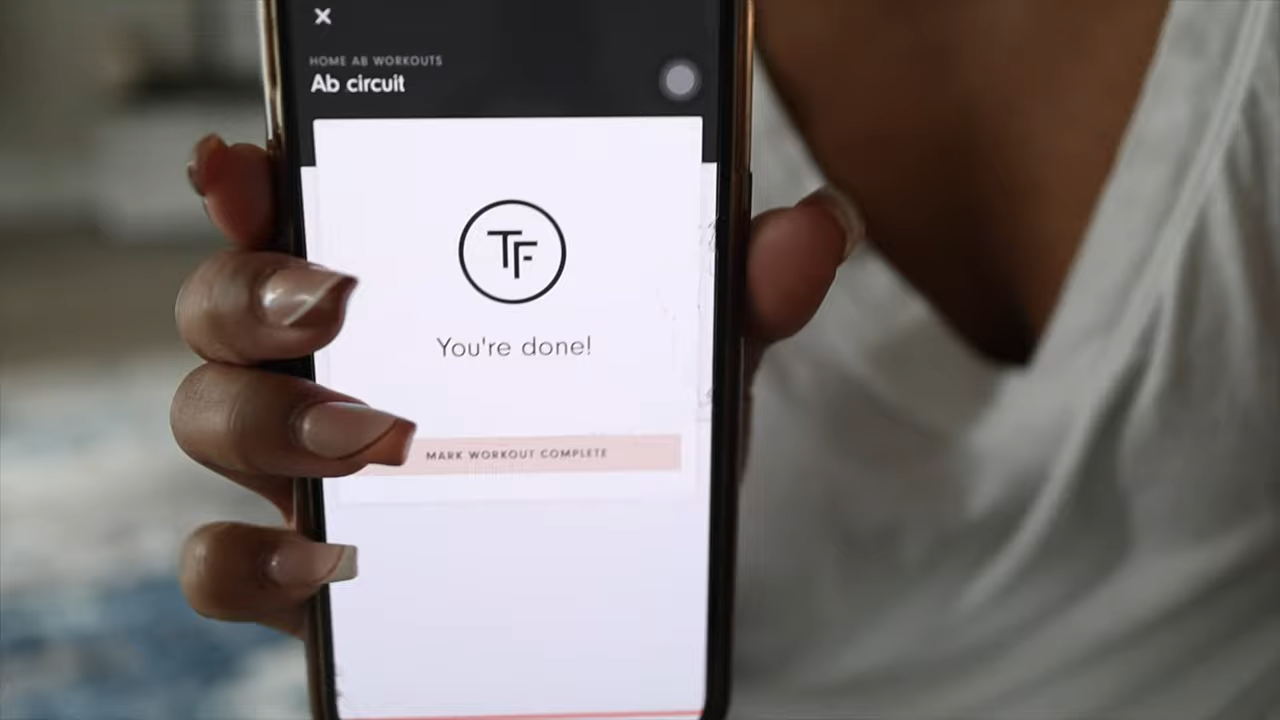 HOME AB WORKOUTS
Ab circuit
TF
You're done!
MARK WORKOUT COMPLETE